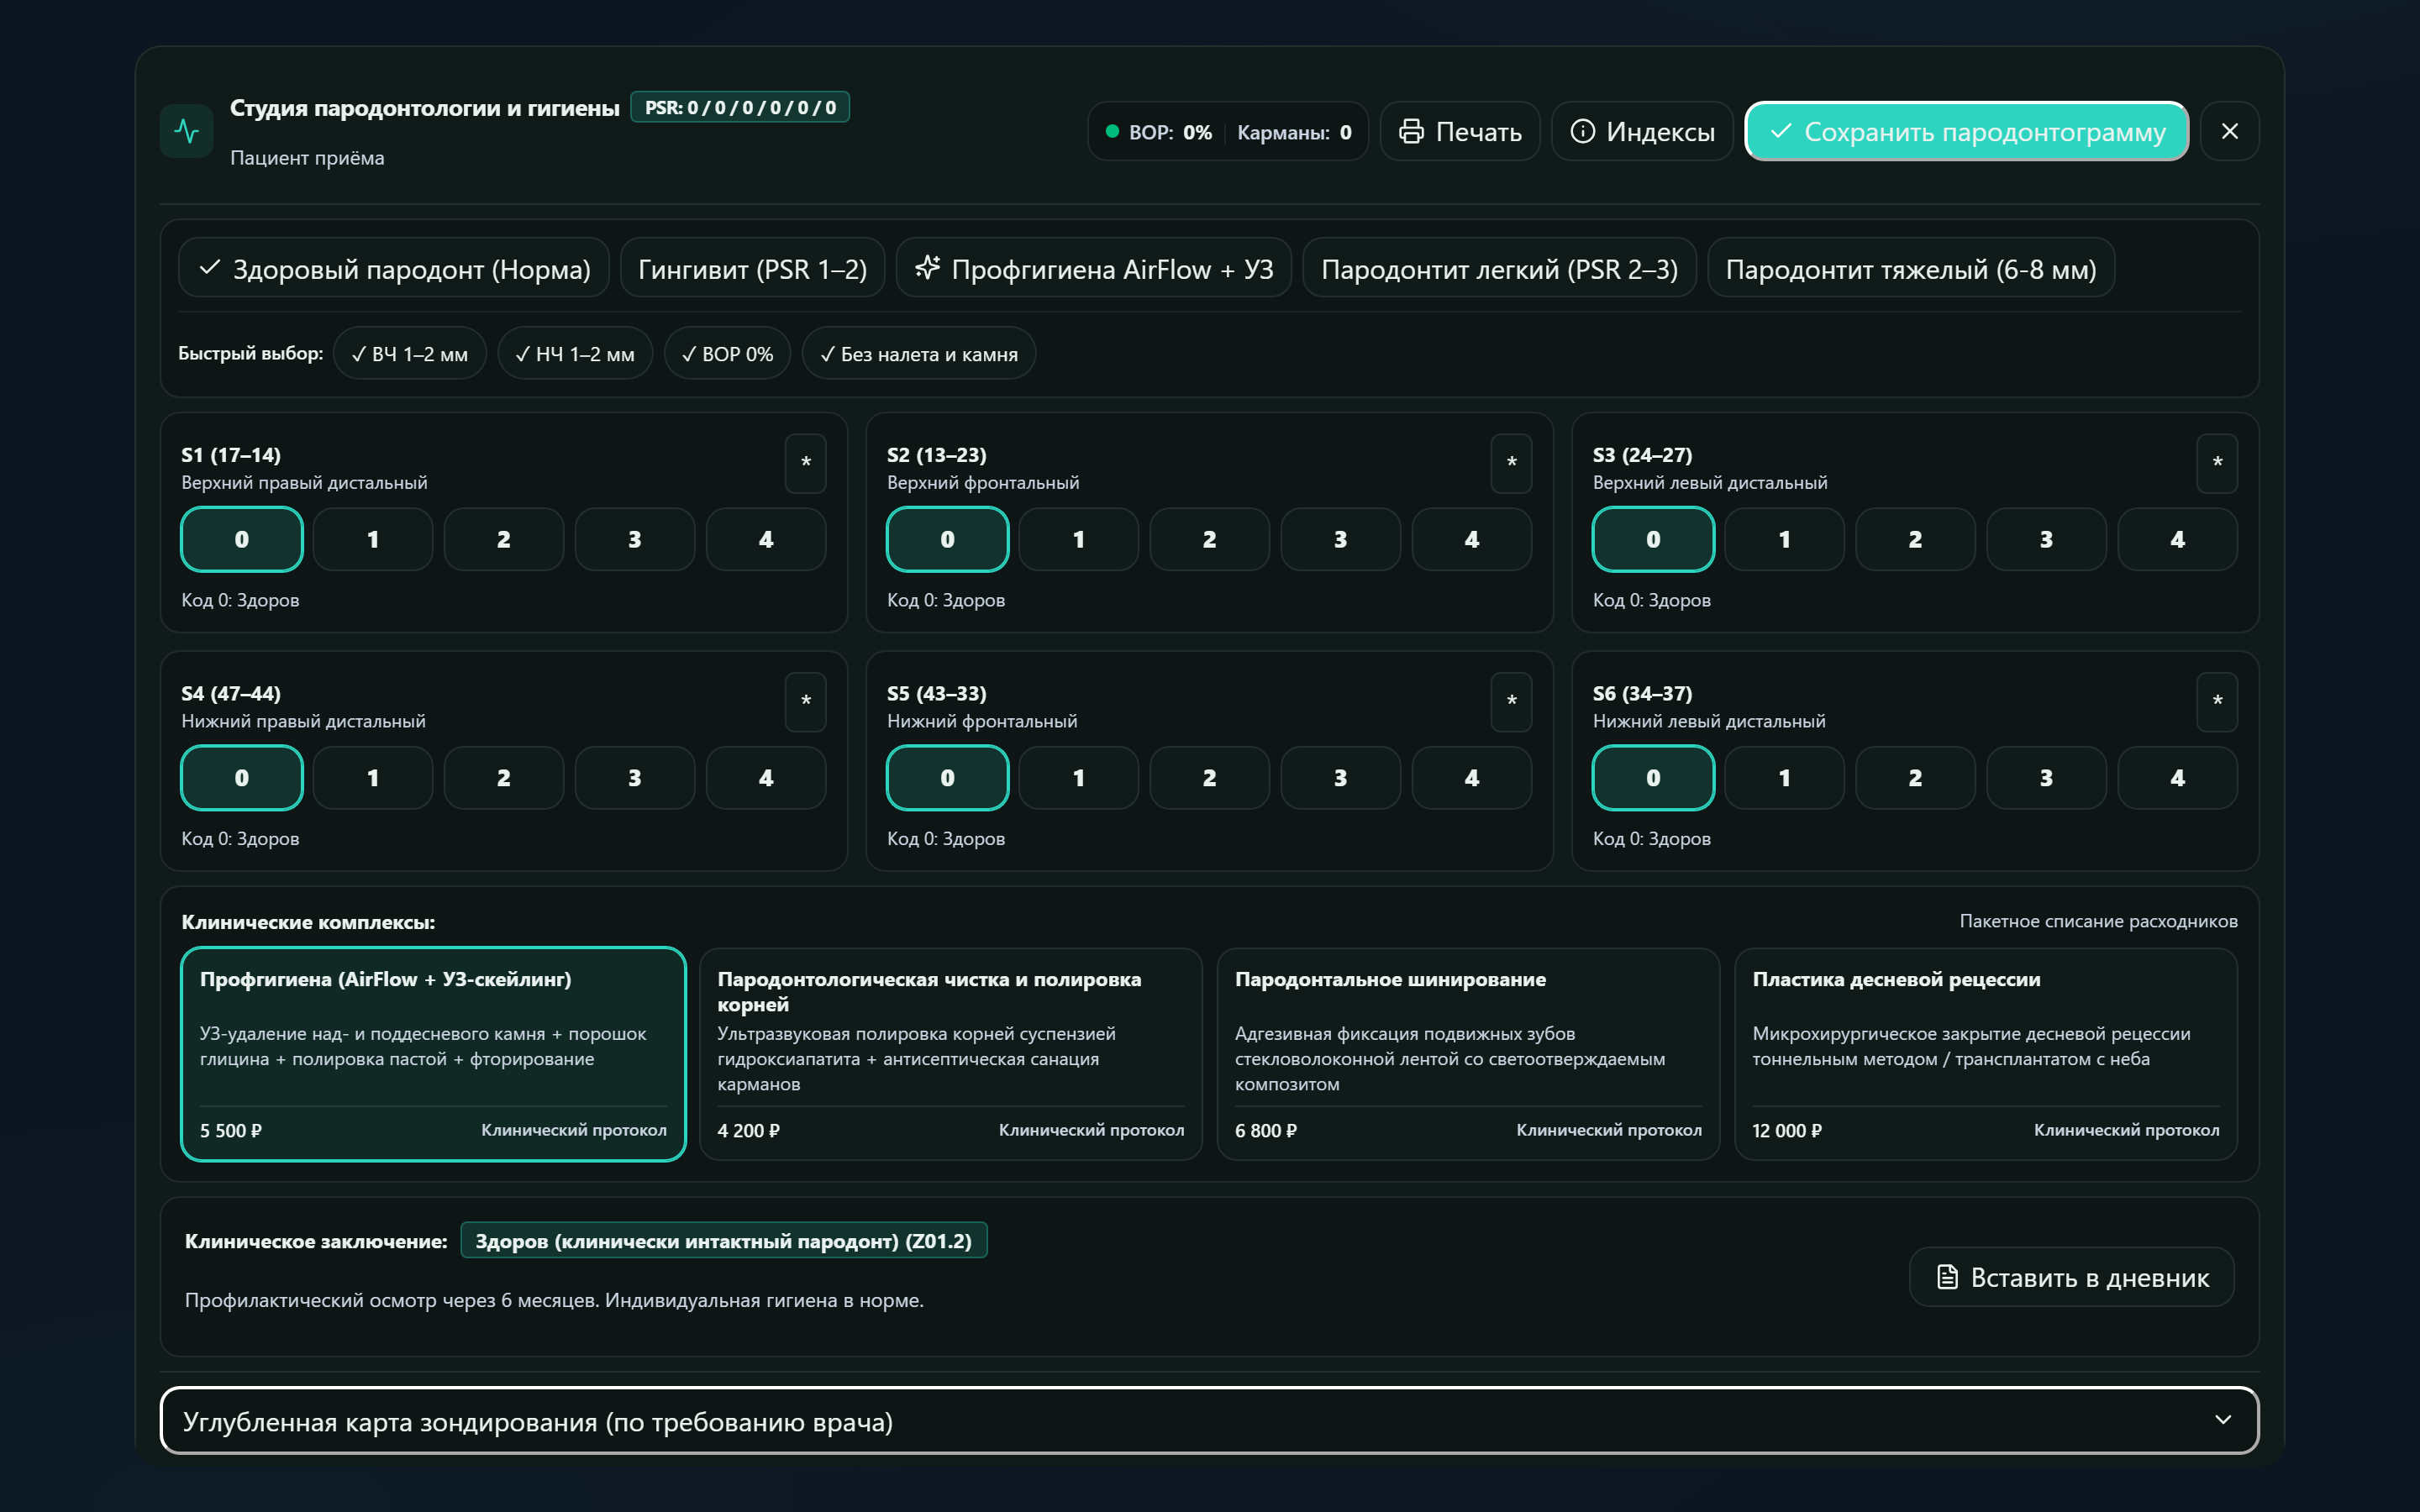 Студия пародонтологии и гигиены
PSR: 0 / 0 / 0 / 0 / 0 / 0
Пациент приёма
BOP: 0%
Карманы: 0
Печать
Индексы
Сохранить пародонтограмму
Здоровый пародонт (Норма)
Гингивит (PSR 1–2)
Профгигиена AirFlow + УЗ
Пародонтит легкий (PSR 2–3)
Пародонтит тяжелый (6-8 мм)
Быстрый выбор:
✓ ВЧ 1–2 мм
✓ НЧ 1–2 мм
✓ BOP 0%
✓ Без налета и камня
S1 (17–14)
Верхний правый дистальный
*
0 1 2 3 4
Код 0: Здоров
S2 (13–23)
Верхний фронтальный
*
0 1 2 3 4
Код 0: Здоров
S3 (24–27)
Верхний левый дистальный
*
0 1 2 3 4
Код 0: Здоров
S4 (47–44)
Нижний правый дистальный
*
0 1 2 3 4
Код 0: Здоров
S5 (43–33)
Нижний фронтальный
*
0 1 2 3 4
Код 0: Здоров
S6 (34–37)
Нижний левый дистальный
*
0 1 2 3 4
Код 0: Здоров
Клинические комплексы:
Пакетное списание расходников
Профгигиена (AirFlow + УЗ-скейлинг)
УЗ-удаление над- и поддесневого камня + порошок
глицина + полировка пастой + фторирование
5 500 ₽
Клинический протокол
Пародонтологическая чистка и полировка
корней
Ультразвуковая полировка корней суспензией
гидроксиапатита + антисептическая санация
карманов
4 200 ₽
Клинический протокол
Пародонтальное шинирование
Адгезивная фиксация подвижных зубов
стекловолоконной лентой со светоотверждаемым
композитом
6 800 ₽
Клинический протокол
Пластика десневой рецессии
Микрохирургическое закрытие десневой рецессии
тоннельным методом / трансплантатом с неба
12 000 ₽
Клинический протокол
Клиническое заключение:
Здоров (клинически интактный пародонт) (Z01.2)
Профилактический осмотр через 6 месяцев. Индивидуальная гигиена в норме.
Вставить в дневник
Углубленная карта зондирования (по требованию врача)